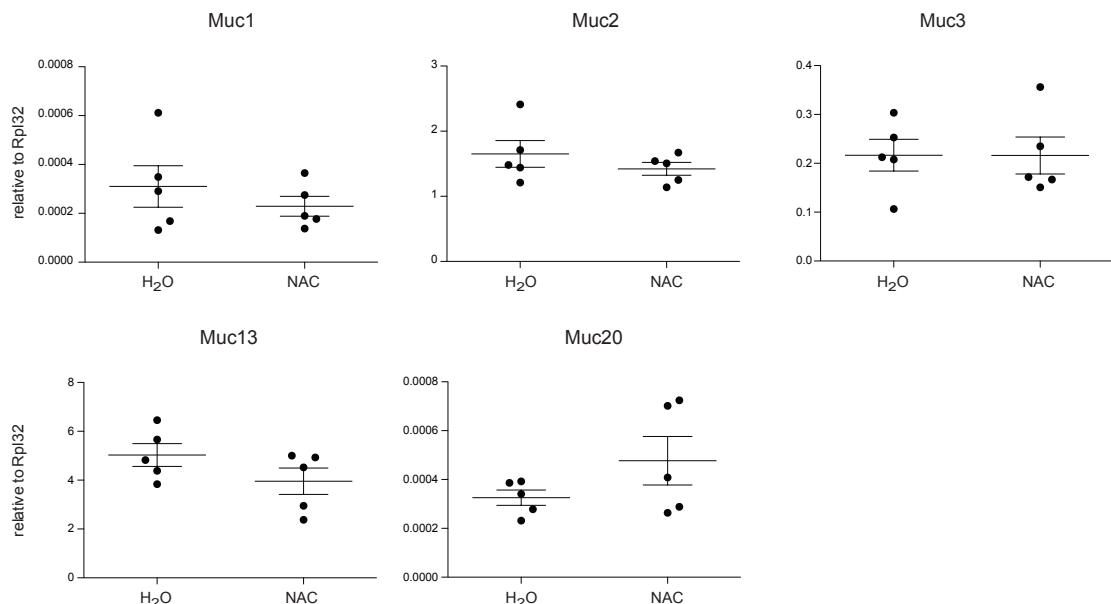 Muc1
Muc2
Muc3
relative to Rpl32
0.0008
0.0006
0.0004
0.0002
0.0000
H₂O
NAC
3
2
1
0
H₂O
NAC
0.4
0.3
0.2
0.1
0.0
H₂O
NAC
Muc13
Muc20
relative to Rpl32
8
6
4
2
0
H₂O
NAC
0.0008
0.0006
0.0004
0.0002
0.0000
H₂O
NAC